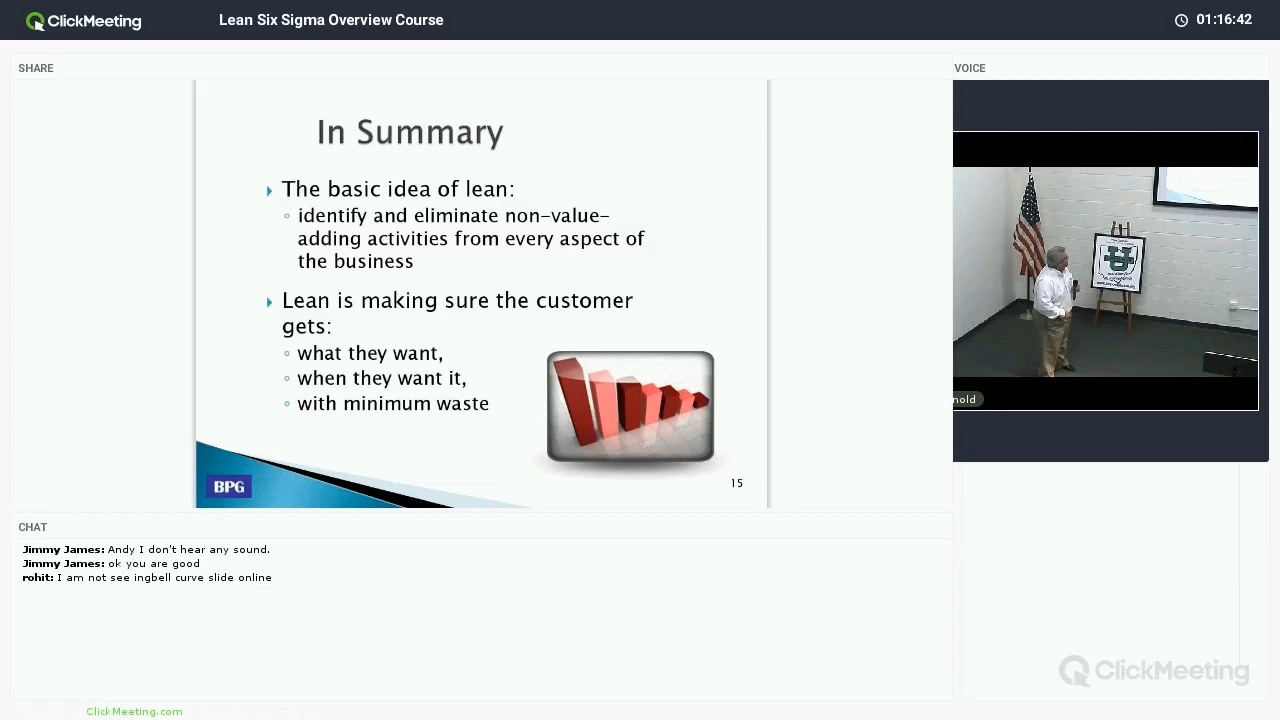 ClickMeeting
Lean Six Sigma Overview Course
01:16:42
SHARE
VOICE
In Summary
The basic idea of lean:
identify and eliminate non-value-
adding activities from every aspect of
the business
Lean is making sure the customer
gets:
what they want,
when they want it,
with minimum waste
BPG
15
U
nold
CHAT
Jimmy James: Andy I don't hear any sound.
Jimmy James: ok you are good
rohit: I am not see ingbell curve slide online
ClickMeeting
ClickMeeting.com